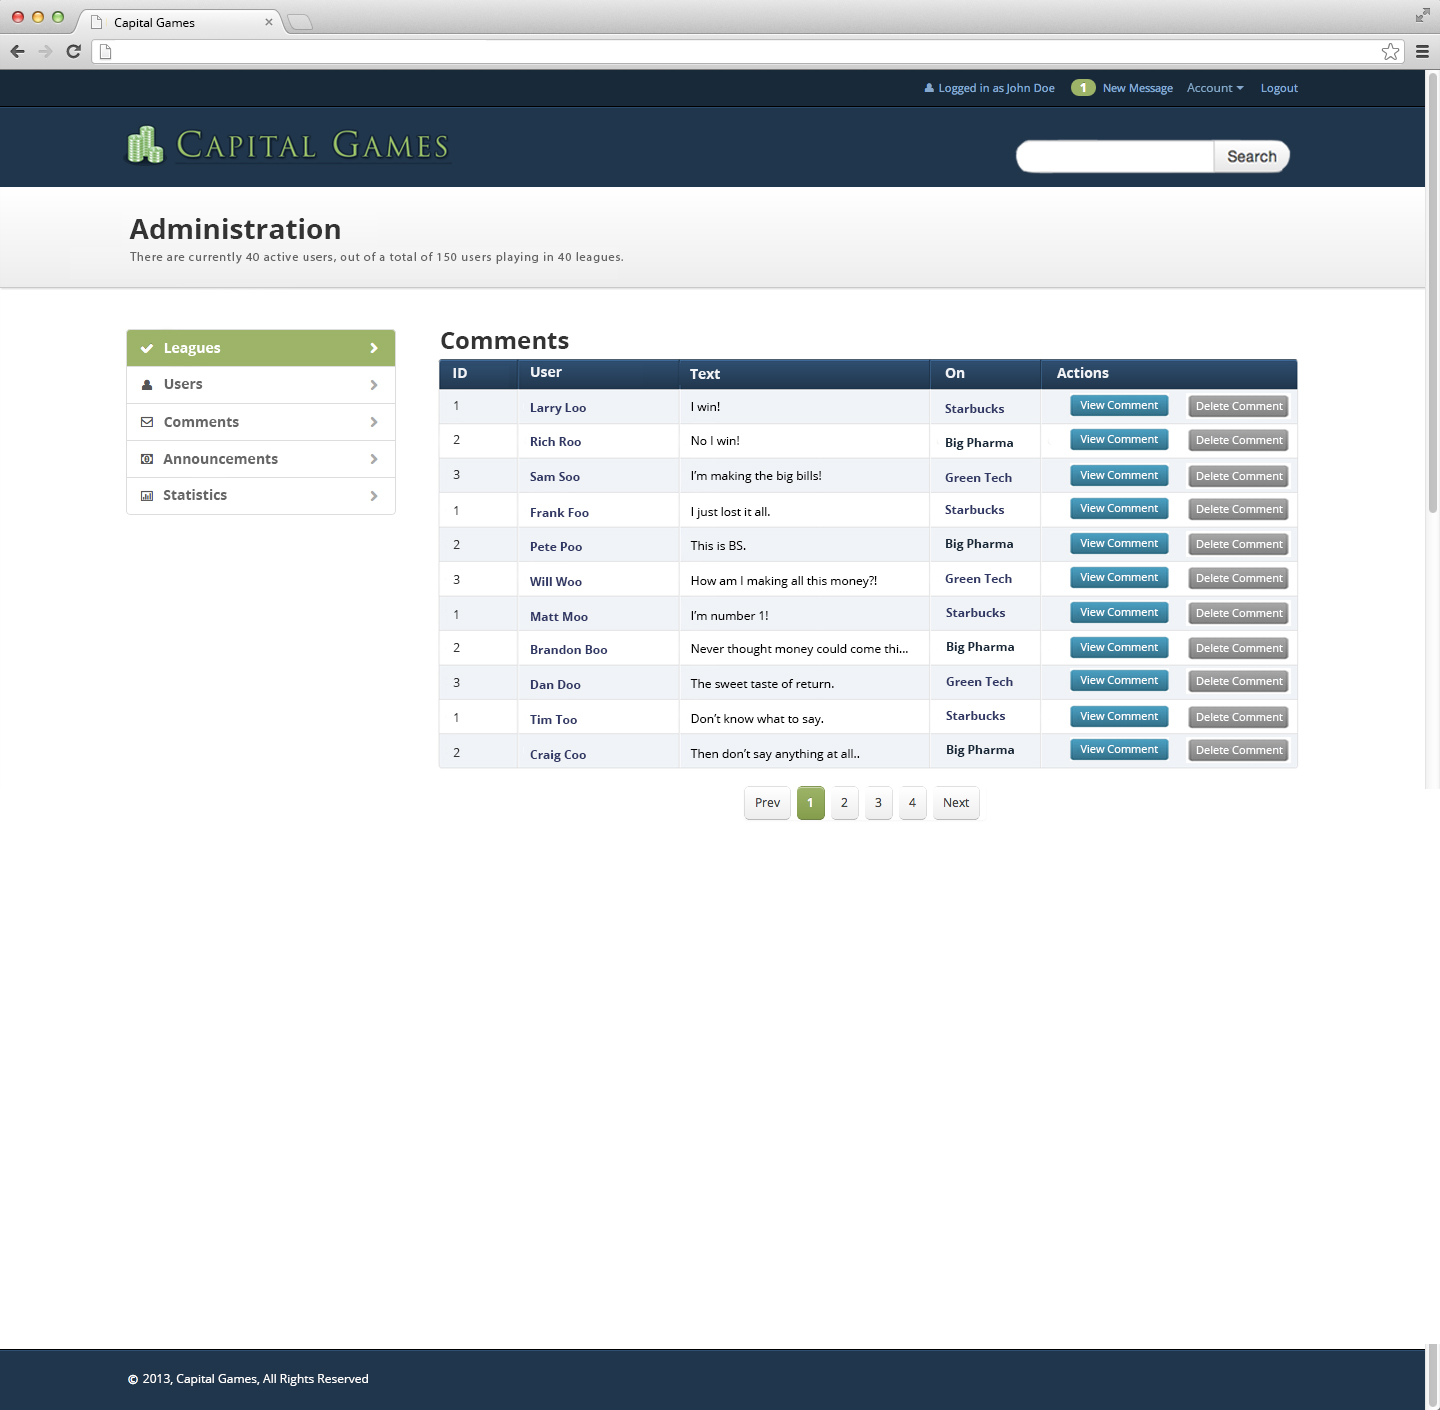 Capital Games
Logged in as John Doe 1 New Message Account Logout
Capital Games
Search
Administration
There are currently 40 active users, out of a total of 150 users playing in 40 leagues.
Leagues
Users
Comments
Announcements
Statistics
Comments
ID User Text On Actions
1 Larry Loo I win! Starbucks View Comment Delete Comment
2 Rich Roo No I win! Big Pharma View Comment Delete Comment
3 Sam Soo I'm making the big bills! Green Tech View Comment Delete Comment
1 Frank Foo I just lost it all. Starbucks View Comment Delete Comment
2 Pete Poo This is BS. Big Pharma View Comment Delete Comment
3 Will Woo How am I making all this money?! Green Tech View Comment Delete Comment
1 Matt Moo I'm number 1! Starbucks View Comment Delete Comment
2 Brandon Boo Never thought money could come thi... Big Pharma View Comment Delete Comment
3 Dan Doo The sweet taste of return. Green Tech View Comment Delete Comment
1 Tim Too Don't know what to say. Starbucks View Comment Delete Comment
2 Craig Coo Then don't say anything at all.. Big Pharma View Comment Delete Comment
Prev 1 2 3 4 Next
© 2013, Capital Games, All Rights Reserved